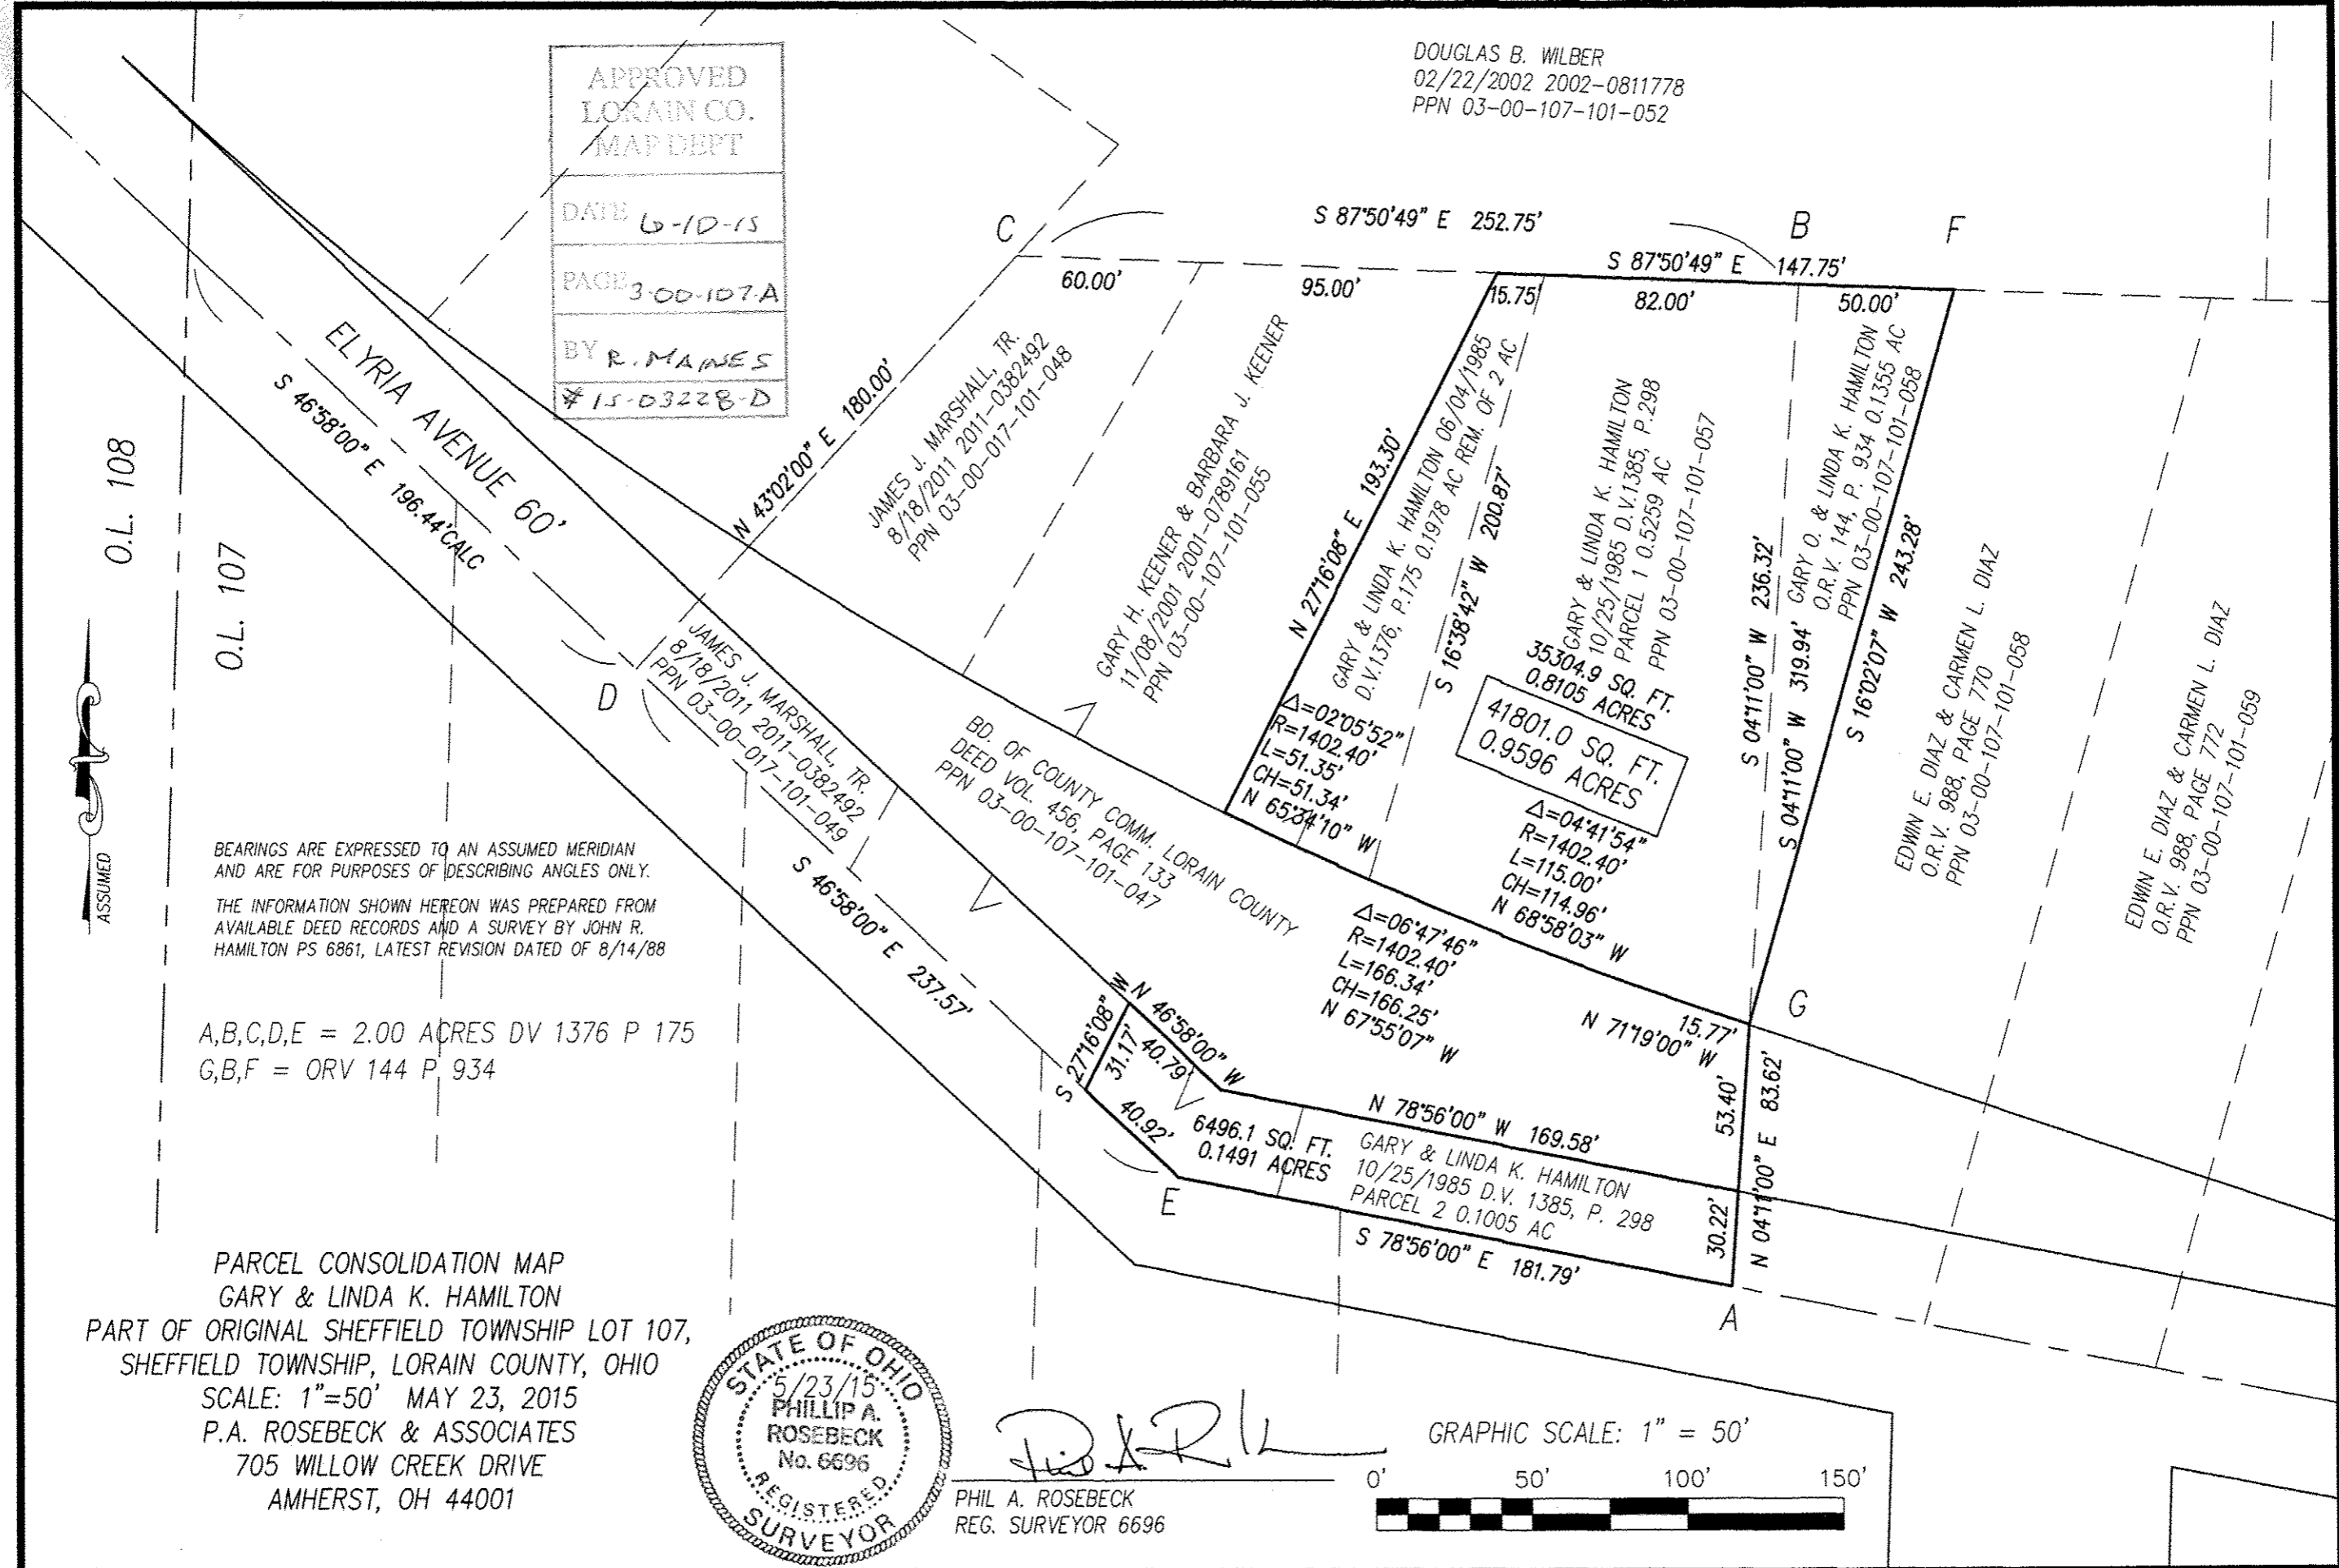 APPROVED
LORAIN CO.
MAP DEPT
DATE 6-10-15
PAGE 3-00-107-A
BY R. MAINES
#15-03228-D
DOUGLAS B. WILBER
02/22/2002 2002-0811778
PPN 03-00-107-101-052
C
S 87°50'49" E 252.75'
B
F
S 87°50'49" E 147.75'
60.00'
95.00'
15.75'
82.00'
50.00'
O.L. 108
O.L. 107
ELYRIA AVENUE 60'
S 46°58'00" E 196.44'CALC
N 43°02'00" E 180.00'
JAMES J. MARSHALL, TR.
8/18/2011 2011-0382492
PPN 03-00-017-101-048
GARY H. KEENER & BARBARA J. KEENER
11/08/2001 2001-0789161
PPN 03-00-107-101-055
N 27°16'08" E 193.30'
GARY & LINDA K. HAMILTON 06/04/1985
D.V.1376, P.175 0.1978 AC REM. OF 2 AC
S 16°38'42" W 200.87'
GARY & LINDA K. HAMILTON
10/25/1985 D.V.1385, P.298
PARCEL 1 0.5259 AC
PPN 03-00-107-101-057
35304.9 SQ. FT.
0.8105 ACRES
41801.0 SQ. FT.
0.9596 ACRES
S 04°11'00" W 236.32'
S 04°11'00" W 319.94'
GARY O. & LINDA K. HAMILTON
O.R.V. 144, P. 934 0.1355 AC
PPN 03-00-107-101-058
S 16°02'07" W 243.28'
EDWIN E. DIAZ & CARMEN L. DIAZ
O.R.V. 988, PAGE 770
PPN 03-00-107-101-058
EDWIN E. DIAZ & CARMEN L. DIAZ
O.R.V. 988, PAGE 772
PPN 03-00-107-101-059
D
JAMES J. MARSHALL, TR.
8/18/2011 2011-0382492
PPN 03-00-017-101-049
BD. OF COUNTY COMM. LORAIN COUNTY
DEED VOL. 456, PAGE 133
PPN 03-00-107-101-047
Δ=02°05'52"
R=1402.40'
L=51.35'
CH=51.34'
N 65°34'10" W
Δ=04°41'54"
R=1402.40'
L=115.00'
CH=114.96'
N 68°58'03" W
Δ=06°47'46"
R=1402.40'
L=166.34'
CH=166.25'
N 67°55'07" W
ASSUMED
BEARINGS ARE EXPRESSED TO AN ASSUMED MERIDIAN
AND ARE FOR PURPOSES OF DESCRIBING ANGLES ONLY.
THE INFORMATION SHOWN HEREON WAS PREPARED FROM
AVAILABLE DEED RECORDS AND A SURVEY BY JOHN R.
HAMILTON PS 6861, LATEST REVISION DATED OF 8/14/88
A,B,C,D,E = 2.00 ACRES DV 1376 P 175
G,B,F = ORV 144 P 934
S 46°58'00" E 237.57'
S 27°16'08" W
31.17'
N 46°58'00" W
40.79'
40.92'
E
6496.1 SQ. FT.
0.1491 ACRES
N 78°56'00" W 169.58'
GARY & LINDA K. HAMILTON
10/25/1985 D.V. 1385, P. 298
PARCEL 2 0.1005 AC
S 78°56'00" E 181.79'
G
15.77'
N 71°19'00" W
53.40'
30.22'
N 04°11'00" E 83.62'
A
PARCEL CONSOLIDATION MAP
GARY & LINDA K. HAMILTON
PART OF ORIGINAL SHEFFIELD TOWNSHIP LOT 107,
SHEFFIELD TOWNSHIP, LORAIN COUNTY, OHIO
SCALE: 1"=50' MAY 23, 2015
P.A. ROSEBECK & ASSOCIATES
705 WILLOW CREEK DRIVE
AMHERST, OH 44001
STATE OF OHIO
5/23/15
PHILLIP A.
ROSEBECK
No. 6696
REGISTERED
SURVEYOR
PHIL A. ROSEBECK
REG. SURVEYOR 6696
GRAPHIC SCALE: 1" = 50'
0' 50' 100' 150'